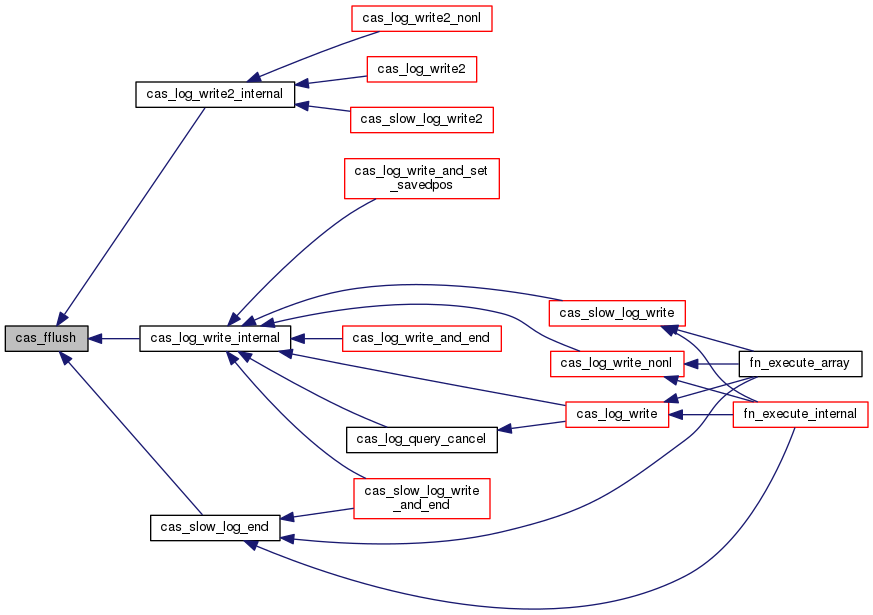 cas_log_write2_nonl
cas_log_write2
cas_log_write2_internal
cas_slow_log_write2
cas_log_write_and_set
_savedpos
cas_slow_log_write
cas_fflush
cas_log_write_internal
cas_log_write_and_end
cas_log_write_nonl
fn_execute_array
cas_log_write
fn_execute_internal
cas_log_query_cancel
cas_slow_log_write
_and_end
cas_slow_log_end